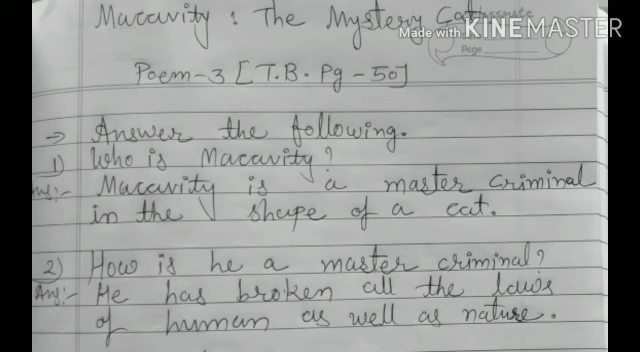 Macavity : The Mystery Cat
Made with KINEMASTER
Page
Poem-3 [T.B. Pg - 50]
→ Answer the following.
1) Who is Macavity?
Ans:- Macavity is a master criminal
in the shape of a cat.
2) How is he a master criminal?
Ans:- He has broken all the laws
of human as well as nature.